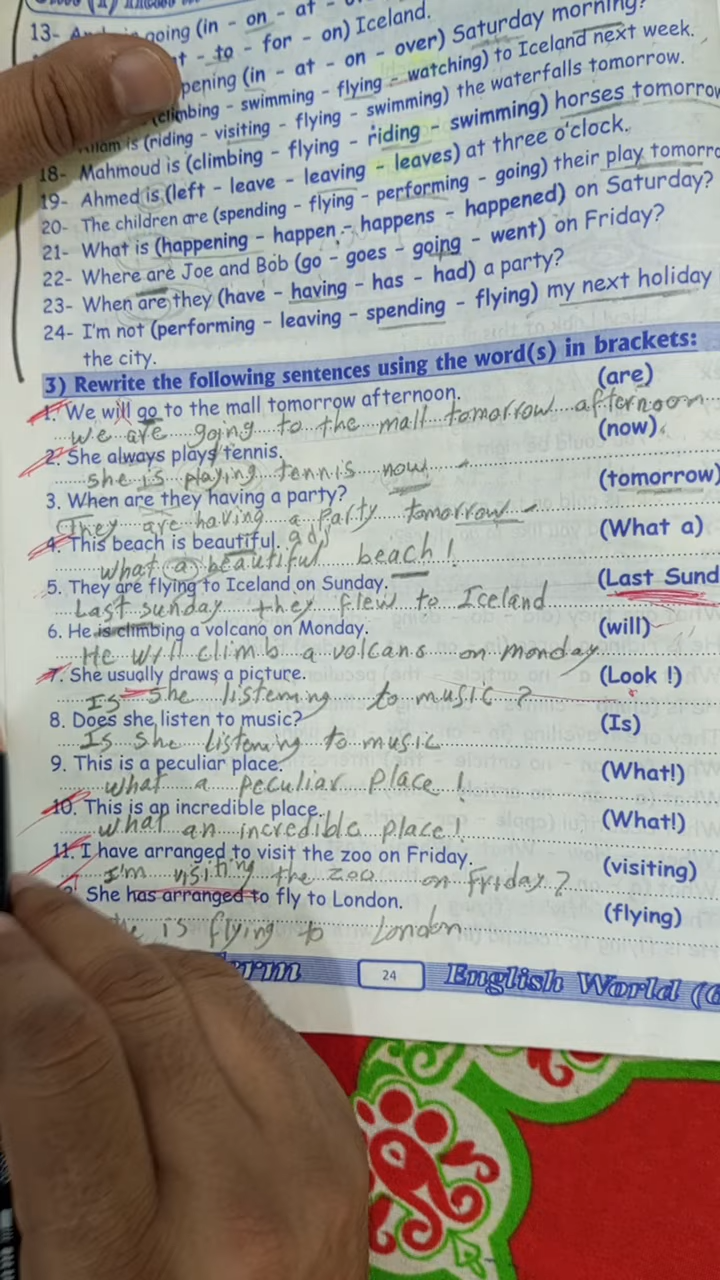 13- going (in - on - at -
- to - for - on) Iceland.
(in - at - on - over) Saturday morning?
(climbing - swimming - flying - watching) to Iceland next week.
is (riding - visiting - flying - swimming) the waterfalls tomorrow.
18- Mahmoud is (climbing - flying - riding - swimming) horses tomorrow
19- Ahmed is (left - leave - leaving - leaves) at three o'clock.
20- The children are (spending - flying - performing - going) their play tomorro
21- What is (happening - happen - happens - happened) on Saturday?
22- Where are Joe and Bob (go - goes - going - went) on Friday?
23- When are they (have - having - has - had) a party?
24- I'm not (performing - leaving - spending - flying) my next holiday
the city.
3) Rewrite the following sentences using the word(s) in brackets:
1. We will go to the mall tomorrow afternoon. (are)
we are going to the mall tomorrow afternoon
2. She always plays tennis. (now)
she is playing tennis now
3. When are they having a party? (tomorrow)
They are having a party tomorrow
4. This beach is beautiful. adj (What a)
what a beautiful beach!
5. They are flying to Iceland on Sunday. (Last Sund
Last sunday they flew to Iceland
6. He is climbing a volcano on Monday. (will)
He will climb a volcano on monday
7. She usually draws a picture. (Look !)
Is she listening to music?
8. Does she listen to music? (Is)
Is she listening to music
9. This is a peculiar place. (What!)
what a peculiar place!
10. This is an incredible place. (What!)
what an incredible place!
11. I have arranged to visit the zoo on Friday. (visiting)
I'm visiting the zoo on Friday?
She has arranged to fly to London. (flying)
is flying to London
24 English World (6